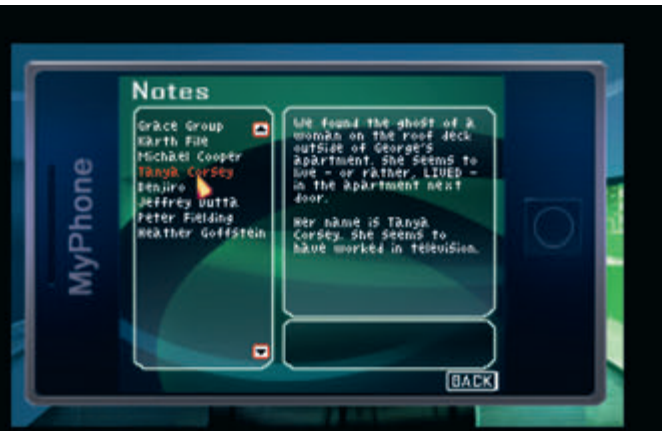 Notes
Grace Group
Karth File
Michael Cooper
Tanya Corsey
Benjiro
Jeffrey Dutta
Peter Fielding
Heather Goffstein
We found the ghost of a
woman on the roof deck
outside of George's
apartment. She seems to
live - or rather, LIVED -
in the apartment next
door.
Her name is Tanya
Corsey. She seems to
have worked in television.
BACK
MyPhone